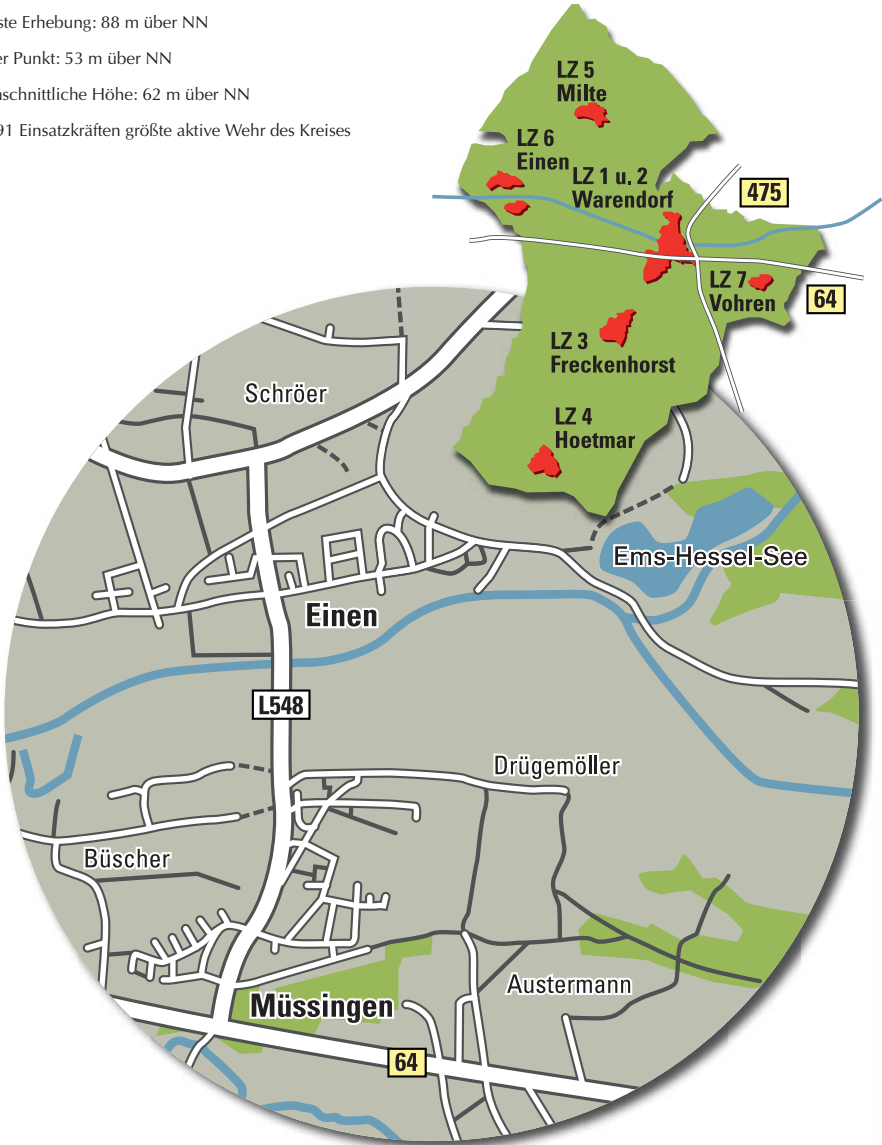 ste Erhebung: 88 m über NN
er Punkt: 53 m über NN
schnittliche Höhe: 62 m über NN
91 Einsatzkräften größte aktive Wehr des Kreises
LZ 5
Milte
LZ 6
Einen
LZ 1 u. 2
Warendorf
475
LZ 7
Vohren
64
LZ 3
Freckenhorst
LZ 4
Hoetmar
Schröer
Ems-Hessel-See
Einen
L548
Drügemöller
Büscher
Austermann
Müssingen
64